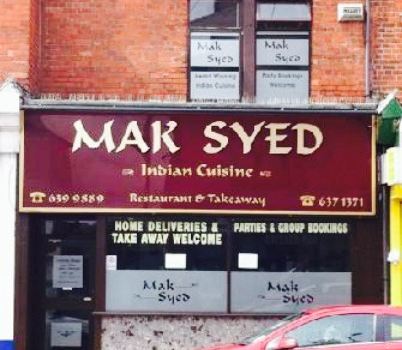 Mak
Syed
Award Winning
Indian Cuisine
Mak
Syed
Party Bookings
Welcome
MAK SYED
Indian Cuisine
639 9889
Restaurant & Takeaway
637 1371
HOME DELIVERIES &
TAKE AWAY WELCOME
PARTIES & GROUP BOOKINGS
Mak
Syed
Mak
Syed